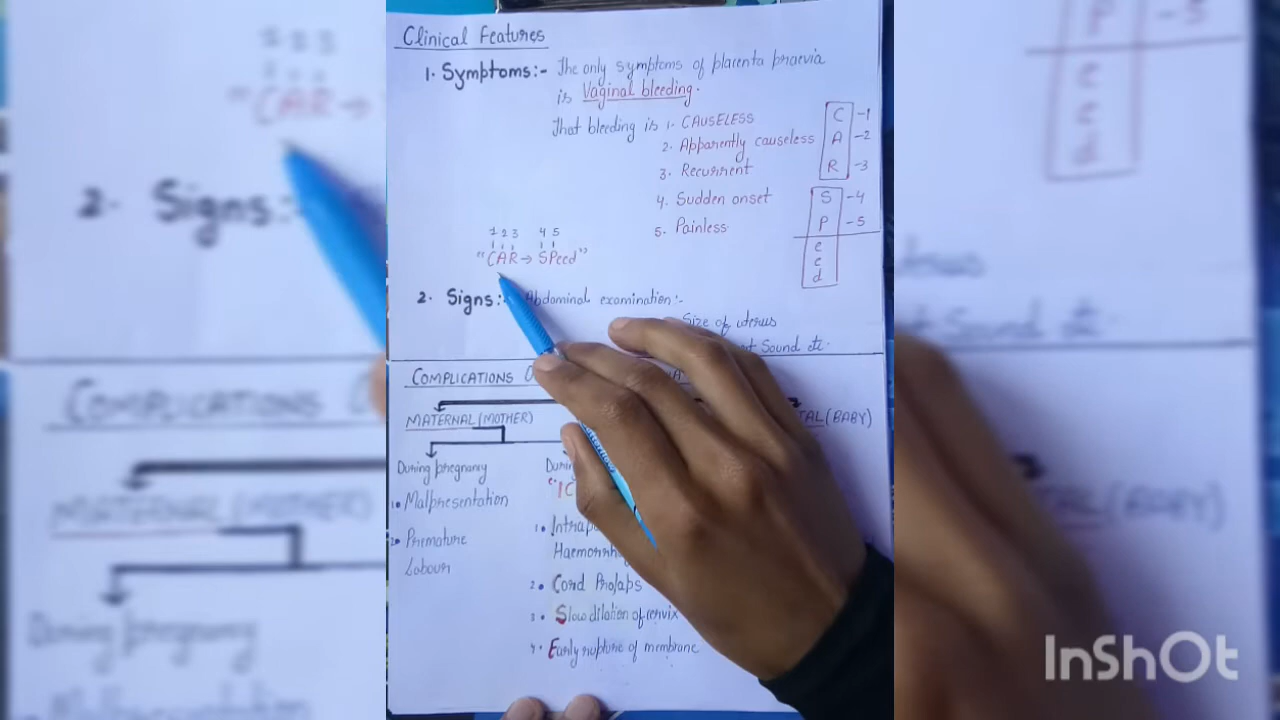 Clinical Features
1. Symptoms:- The only symptoms of placenta praevia
is Vaginal bleeding.
That bleeding is 1. CAUSELESS
2. Apparently causeless
3. Recurrent
4. Sudden onset
5. Painless.
C -1
A -2
R -3
S -4
P -5
e
e
d
1 2 3 4 5
"CAR → SPeed"
2. Signs:- Abdominal examination:-
Size of uterus
Sound etc.
COMPLICATIONS
MATERNAL (MOTHER)
(BABY)
During pregnancy
1. Malpresentation
2. Premature
Labour
1. 
Haemorrh
2. Cord Prolaps
3. Slow dilation of cervix
4. Early rupture of membrane
InShOt